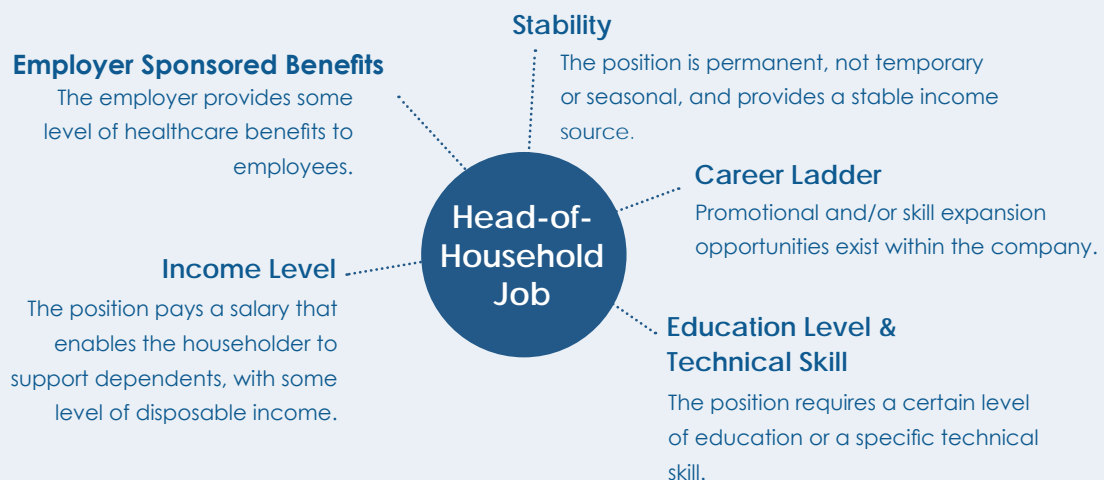 Stability
The position is permanent, not temporary
or seasonal, and provides a stable income
source.
Employer Sponsored Benefits
The employer provides some
level of healthcare benefits to
employees.
Career Ladder
Promotional and/or skill expansion
opportunities exist within the company.
Head-of-
Household
Job
Income Level
The position pays a salary that
enables the householder to
support dependents, with some
level of disposable income.
Education Level &
Technical Skill
The position requires a certain level
of education or a specific technical
skill.